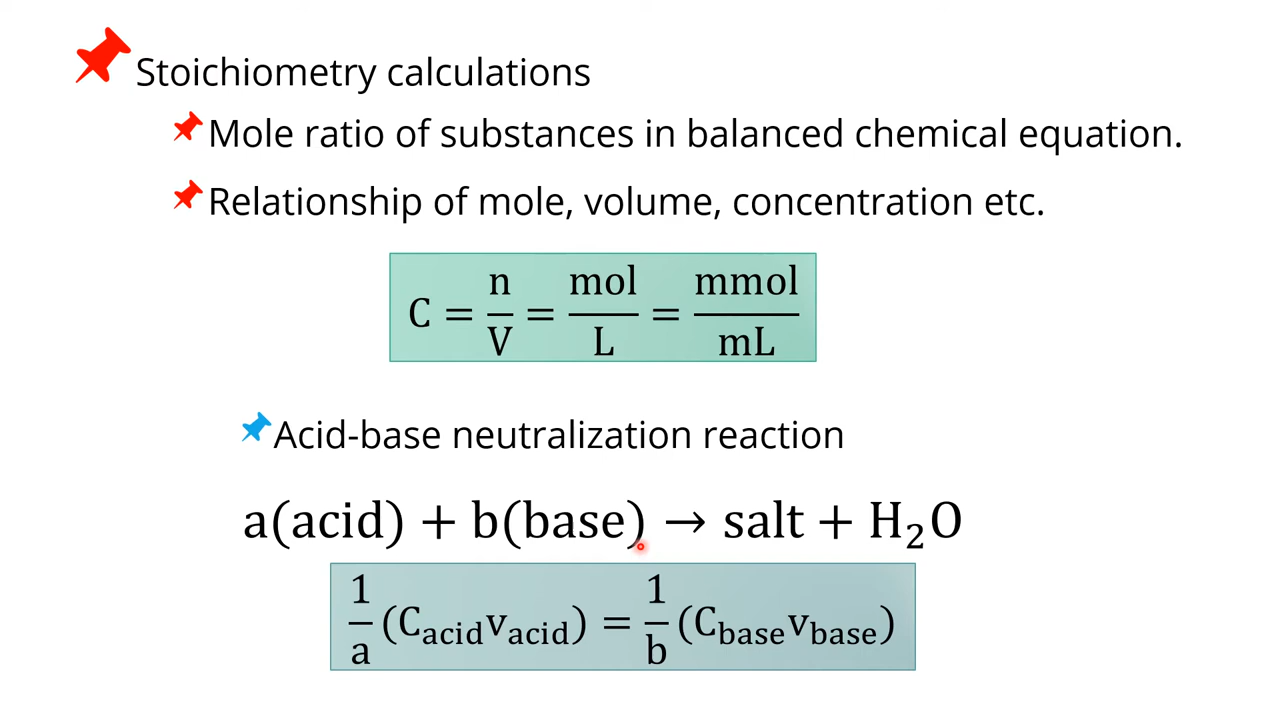 Stoichiometry calculations
Mole ratio of substances in balanced chemical equation.
Relationship of mole, volume, concentration etc.
C = n/V = mol/L = mmol/mL
Acid-base neutralization reaction
a(acid) + b(base) → salt + H₂O
1/a (C_acid v_acid) = 1/b (C_base v_base)